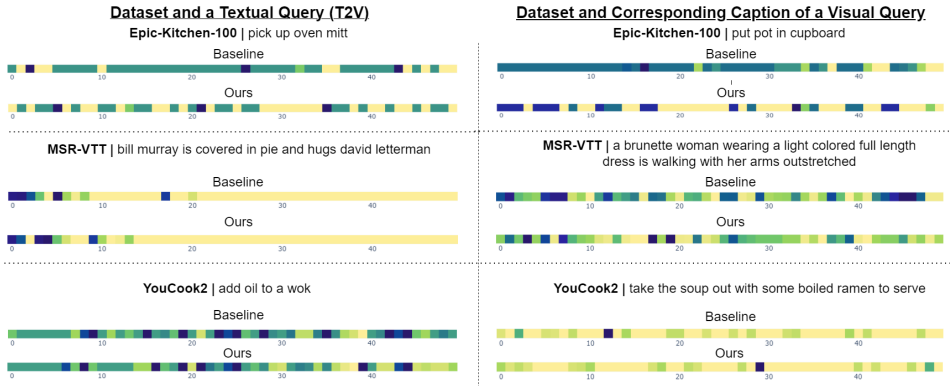 Dataset and a Textual Query (T2V)
Epic-Kitchen-100 | pick up oven mitt
Baseline
0 10 20 30 40
Ours
0 10 20 30 40
MSR-VTT | bill murray is covered in pie and hugs david letterman
Baseline
0 10 20 30 40
Ours
0 10 20 30 40
YouCook2 | add oil to a wok
Baseline
0 10 20 30 40
Ours
0 10 20 30 40
Dataset and Corresponding Caption of a Visual Query
Epic-Kitchen-100 | put pot in cupboard
Baseline
0 10 20 30 40
Ours
0 10 20 30 40
MSR-VTT | a brunette woman wearing a light colored full length
dress is walking with her arms outstretched
Baseline
0 10 20 30 40
Ours
0 10 20 30 40
YouCook2 | take the soup out with some boiled ramen to serve
Baseline
0 10 20 30 40
Ours
0 10 20 30 40